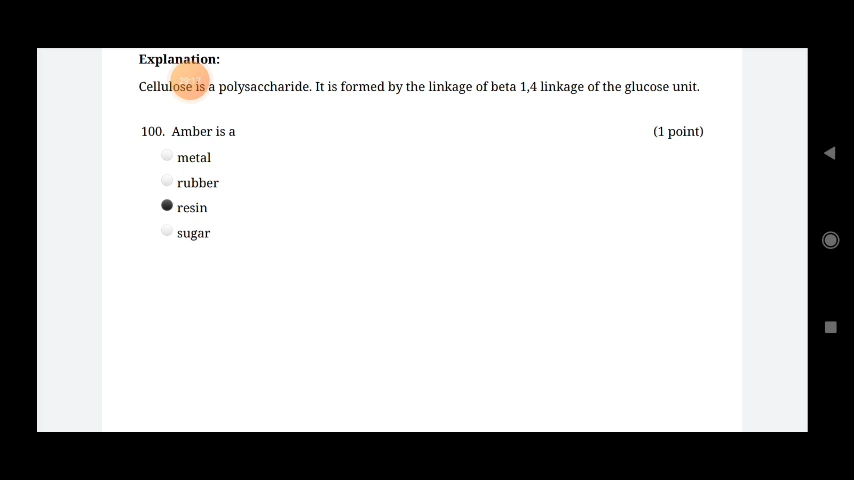 Explanation:
Cellulose is a polysaccharide. It is formed by the linkage of beta 1,4 linkage of the glucose unit.
100. Amber is a (1 point)
metal
rubber
resin
sugar